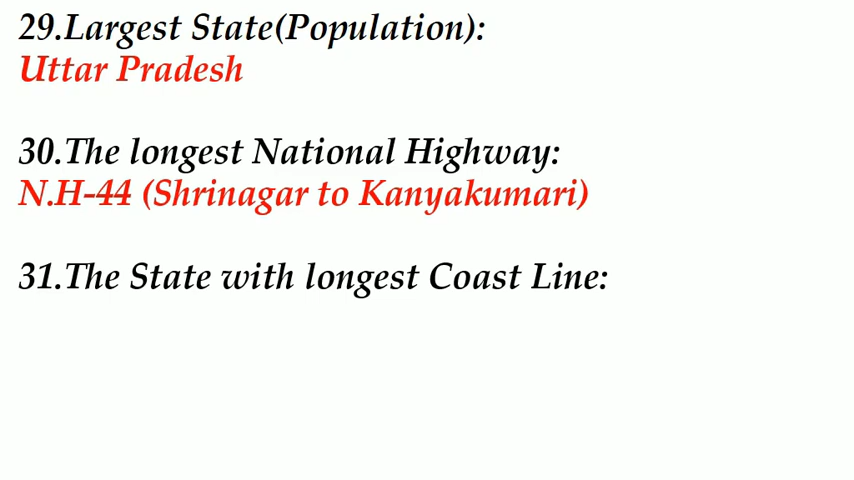 29.Largest State(Population):
Uttar Pradesh
30.The longest National Highway:
N.H-44 (Shrinagar to Kanyakumari)
31.The State with longest Coast Line: